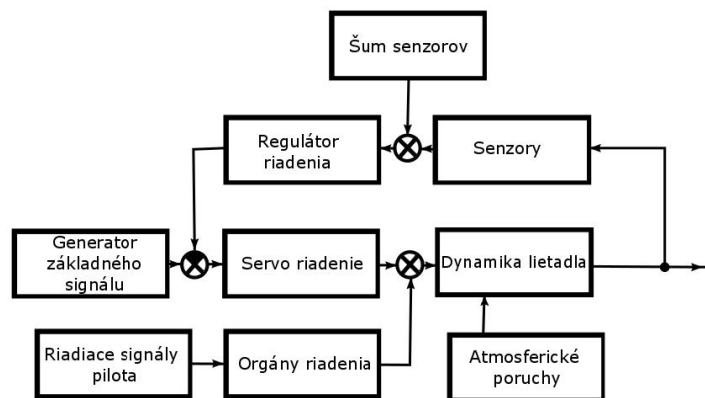 Šum senzorov
Regulátor
riadenia
Senzory
Generator
základného
signálu
Servo riadenie
Dynamika lietadla
Riadiace signály
pilota
Orgány riadenia
Atmosferické
poruchy